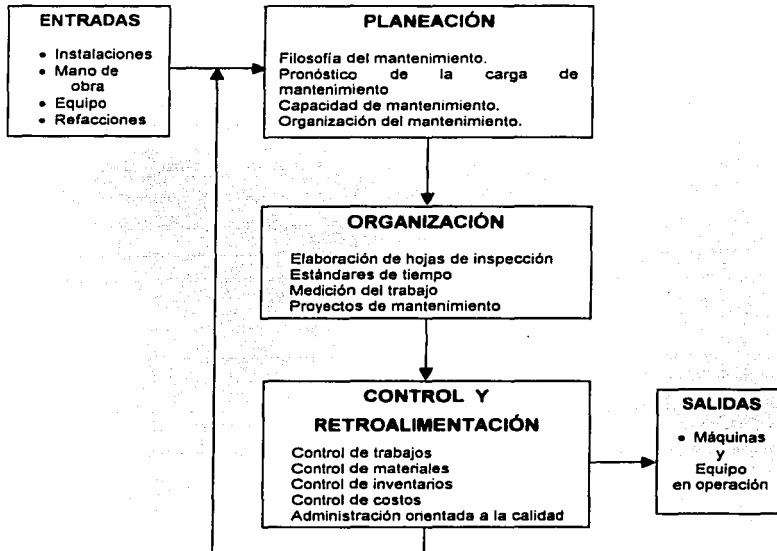 ENTRADAS
• Instalaciones
• Mano de
obra
• Equipo
• Refacciones
PLANEACIÓN
Filosofía del mantenimiento.
Pronóstico de la carga de
mantenimiento
Capacidad de mantenimiento.
Organización del mantenimiento.
ORGANIZACIÓN
Elaboración de hojas de inspección
Estándares de tiempo
Medición del trabajo
Proyectos de mantenimiento
CONTROL Y
RETROALIMENTACIÓN
Control de trabajos
Control de materiales
Control de inventarios
Control de costos
Administración orientada a la calidad
SALIDAS
• Máquinas
y
Equipo
en operación